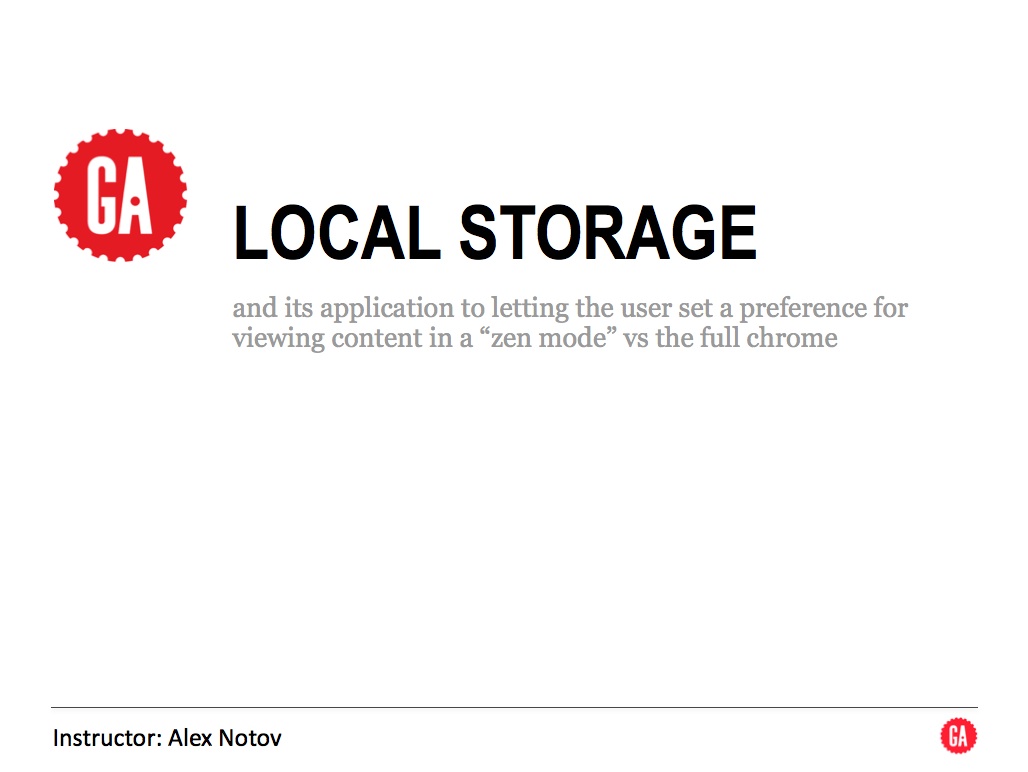 GA
LOCAL STORAGE
and its application to letting the user set a preference for
viewing content in a “zen mode” vs the full chrome
Instructor: Alex Notov
GA